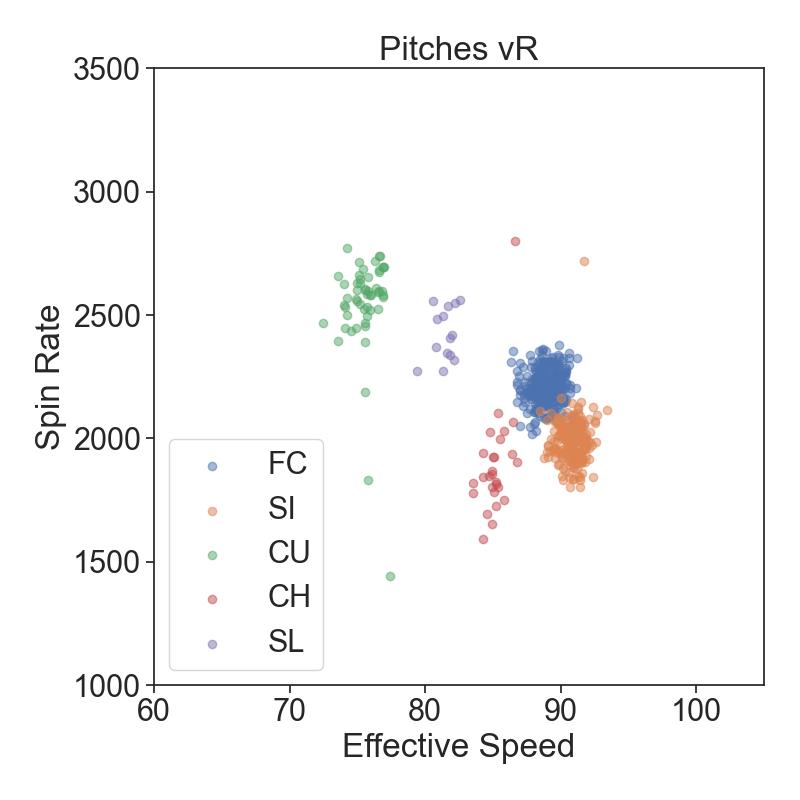 Pitches vR
3500
3000
2500
2000
1500
1000
Spin Rate
FC
SI
CU
CH
SL
60 70 80 90 100
Effective Speed